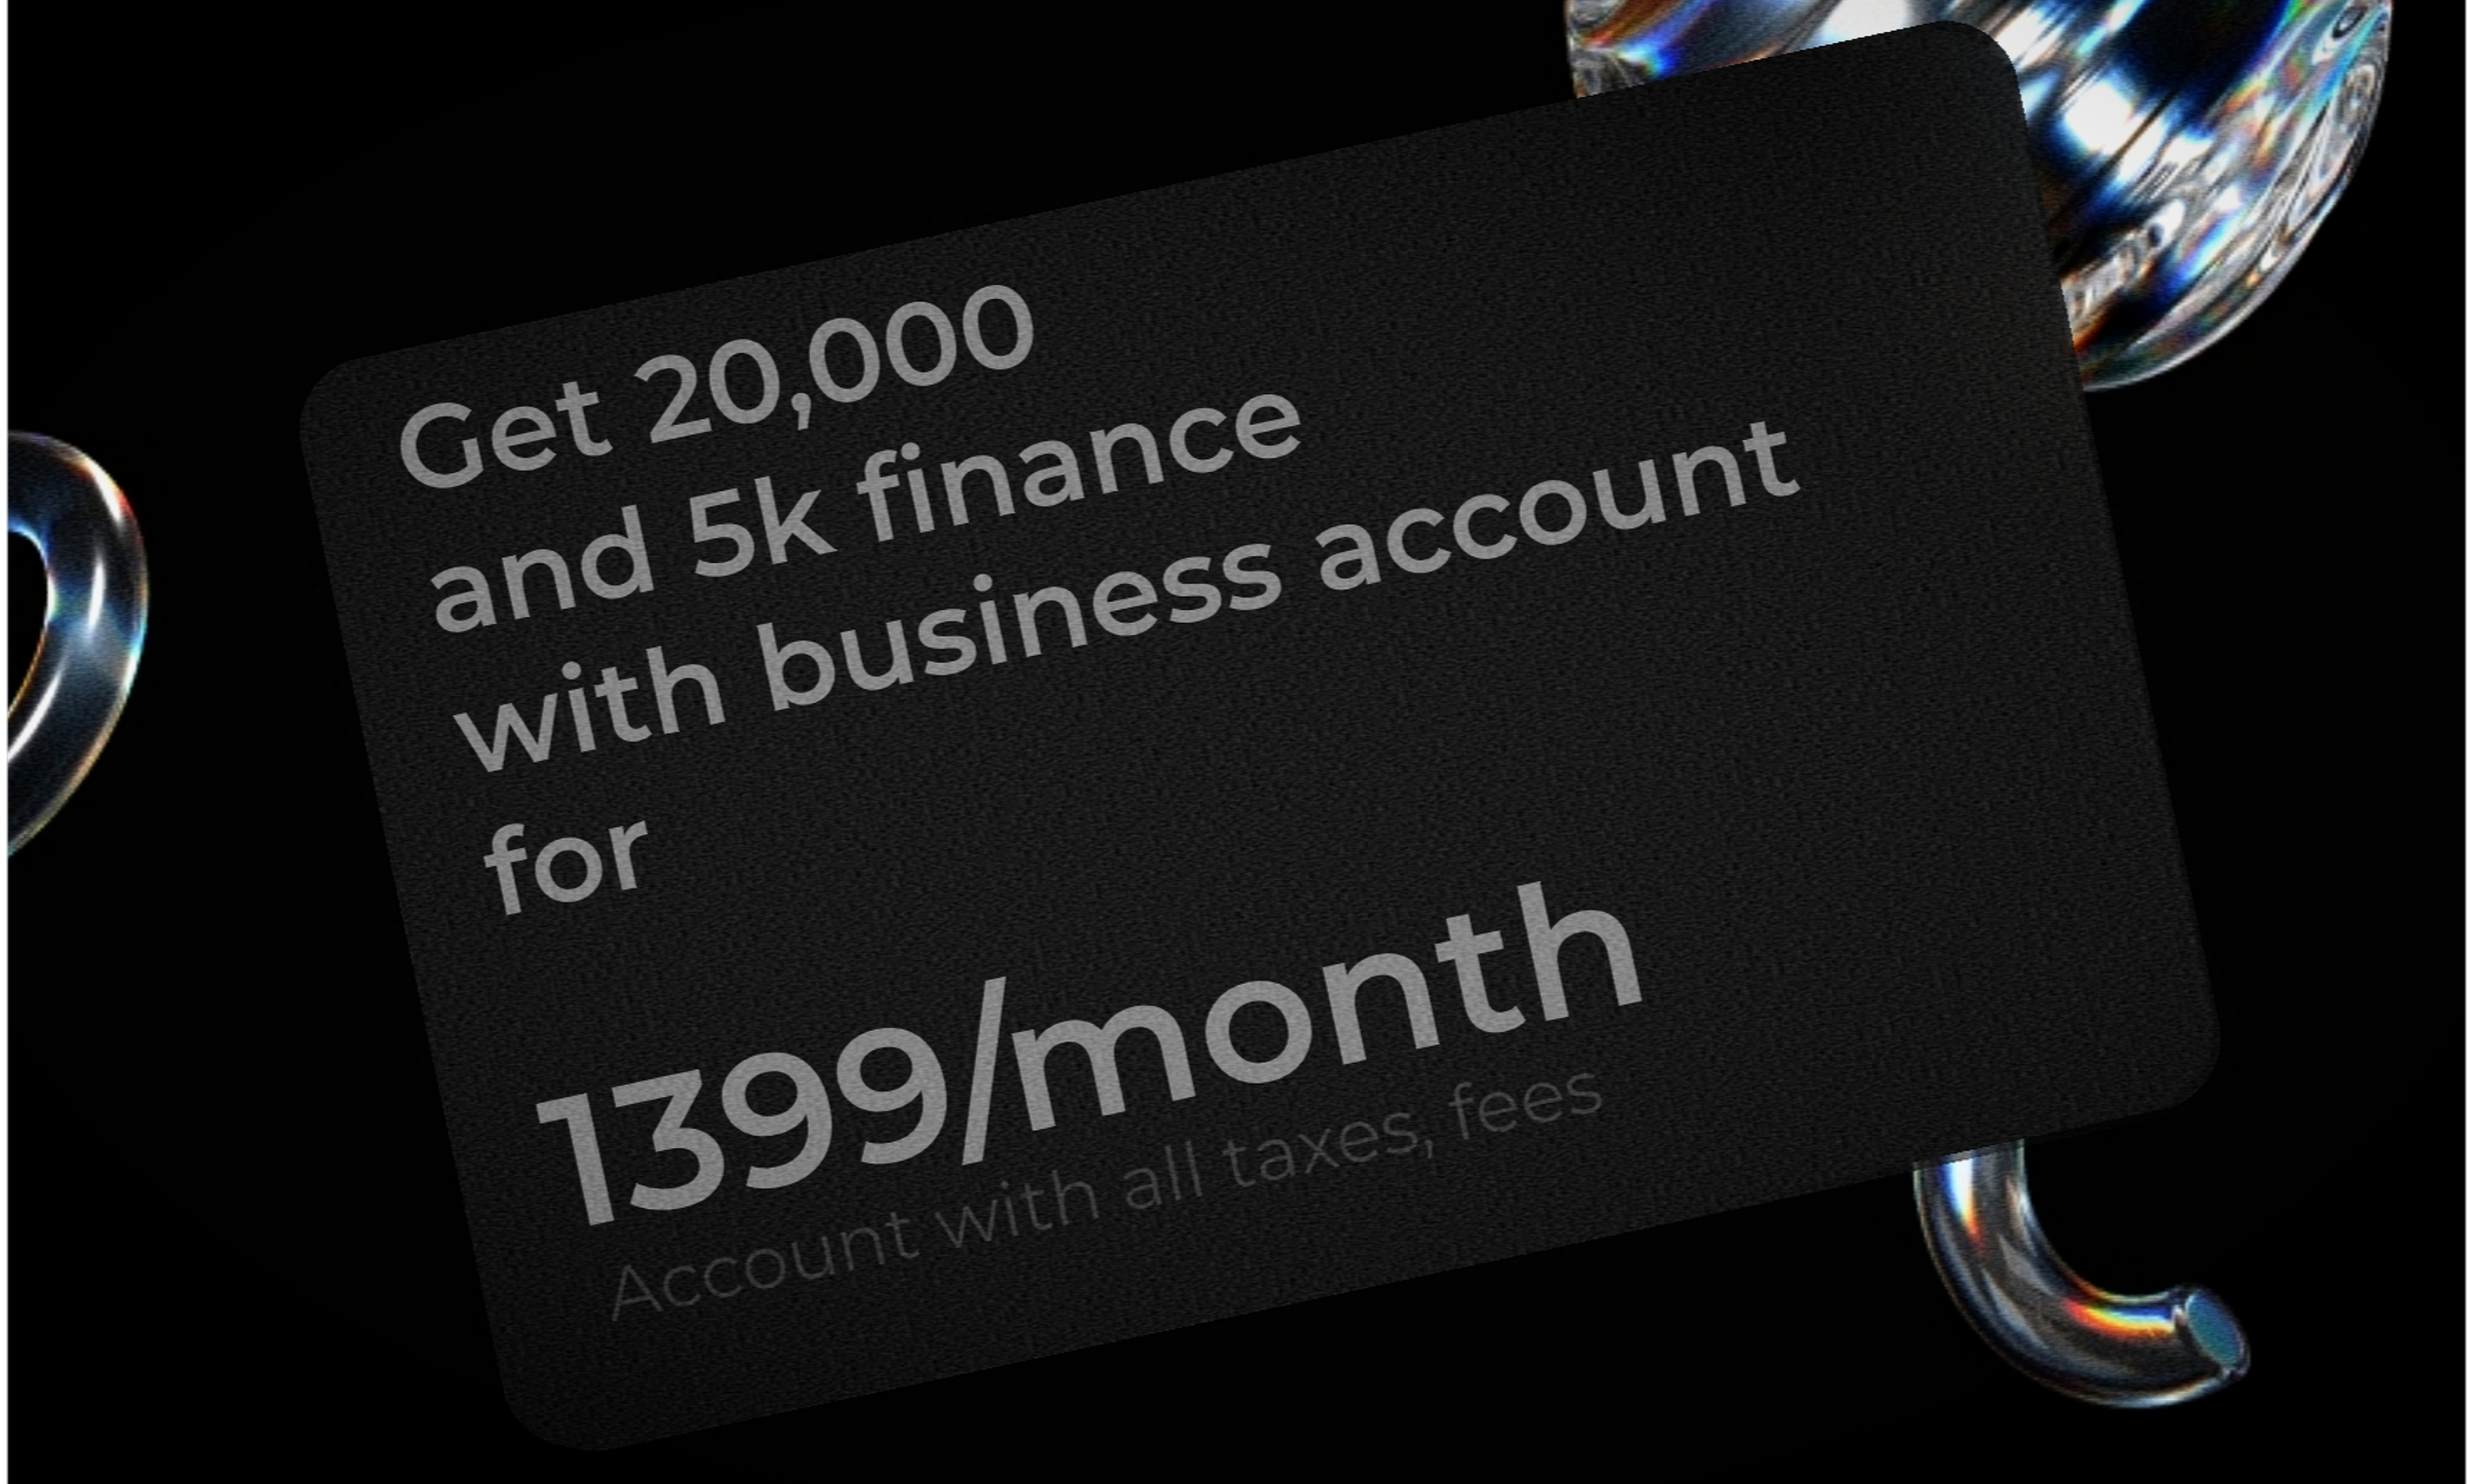 Get 20,000
and 5k finance
with business account
for
1399/month
Account with all taxes, fees